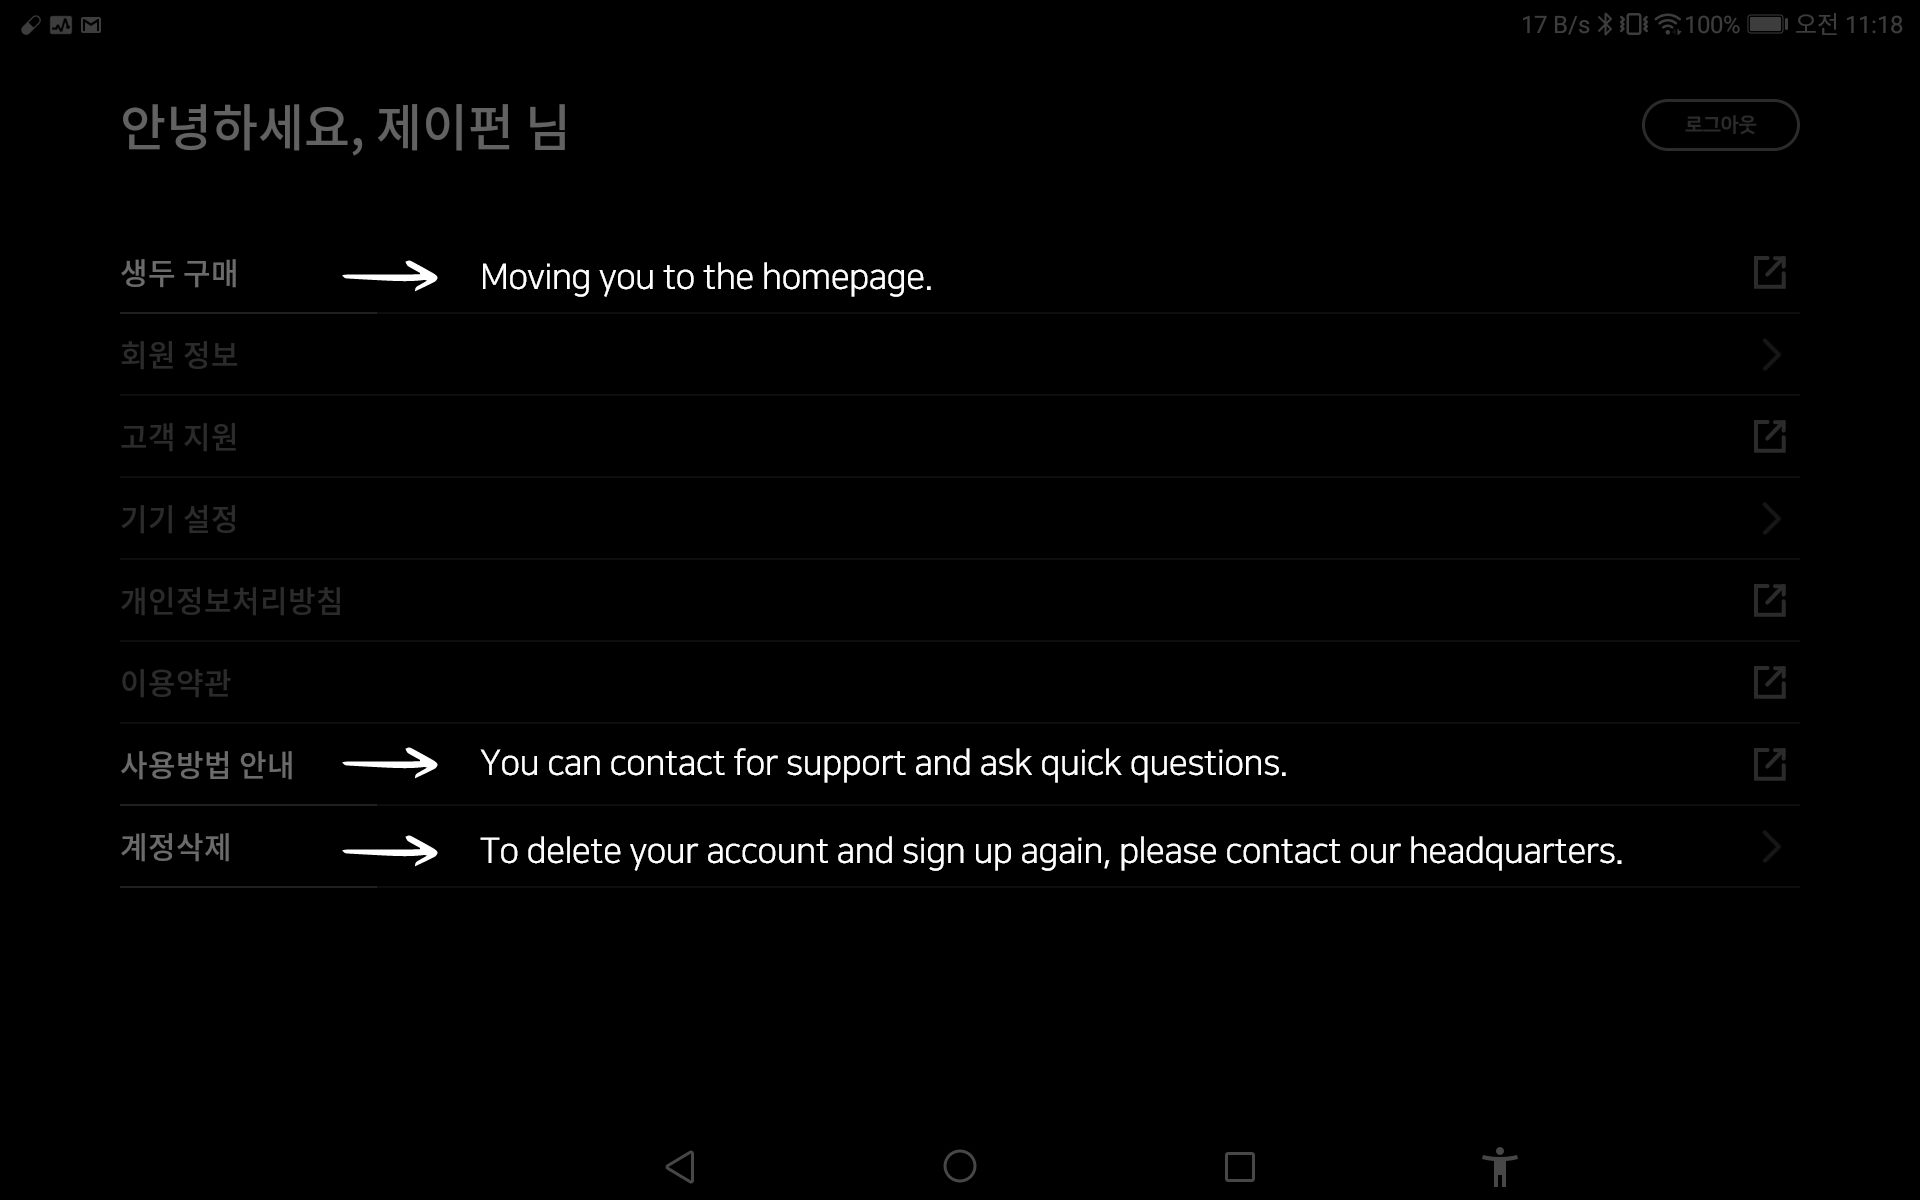 17 B/s 100% 오전 11:18
안녕하세요, 제이펀 님
로그아웃
생두 구매 Moving you to the homepage.
회원 정보
고객 지원
기기 설정
개인정보처리방침
이용약관
사용방법 안내 You can contact for support and ask quick questions.
계정삭제 To delete your account and sign up again, please contact our headquarters.